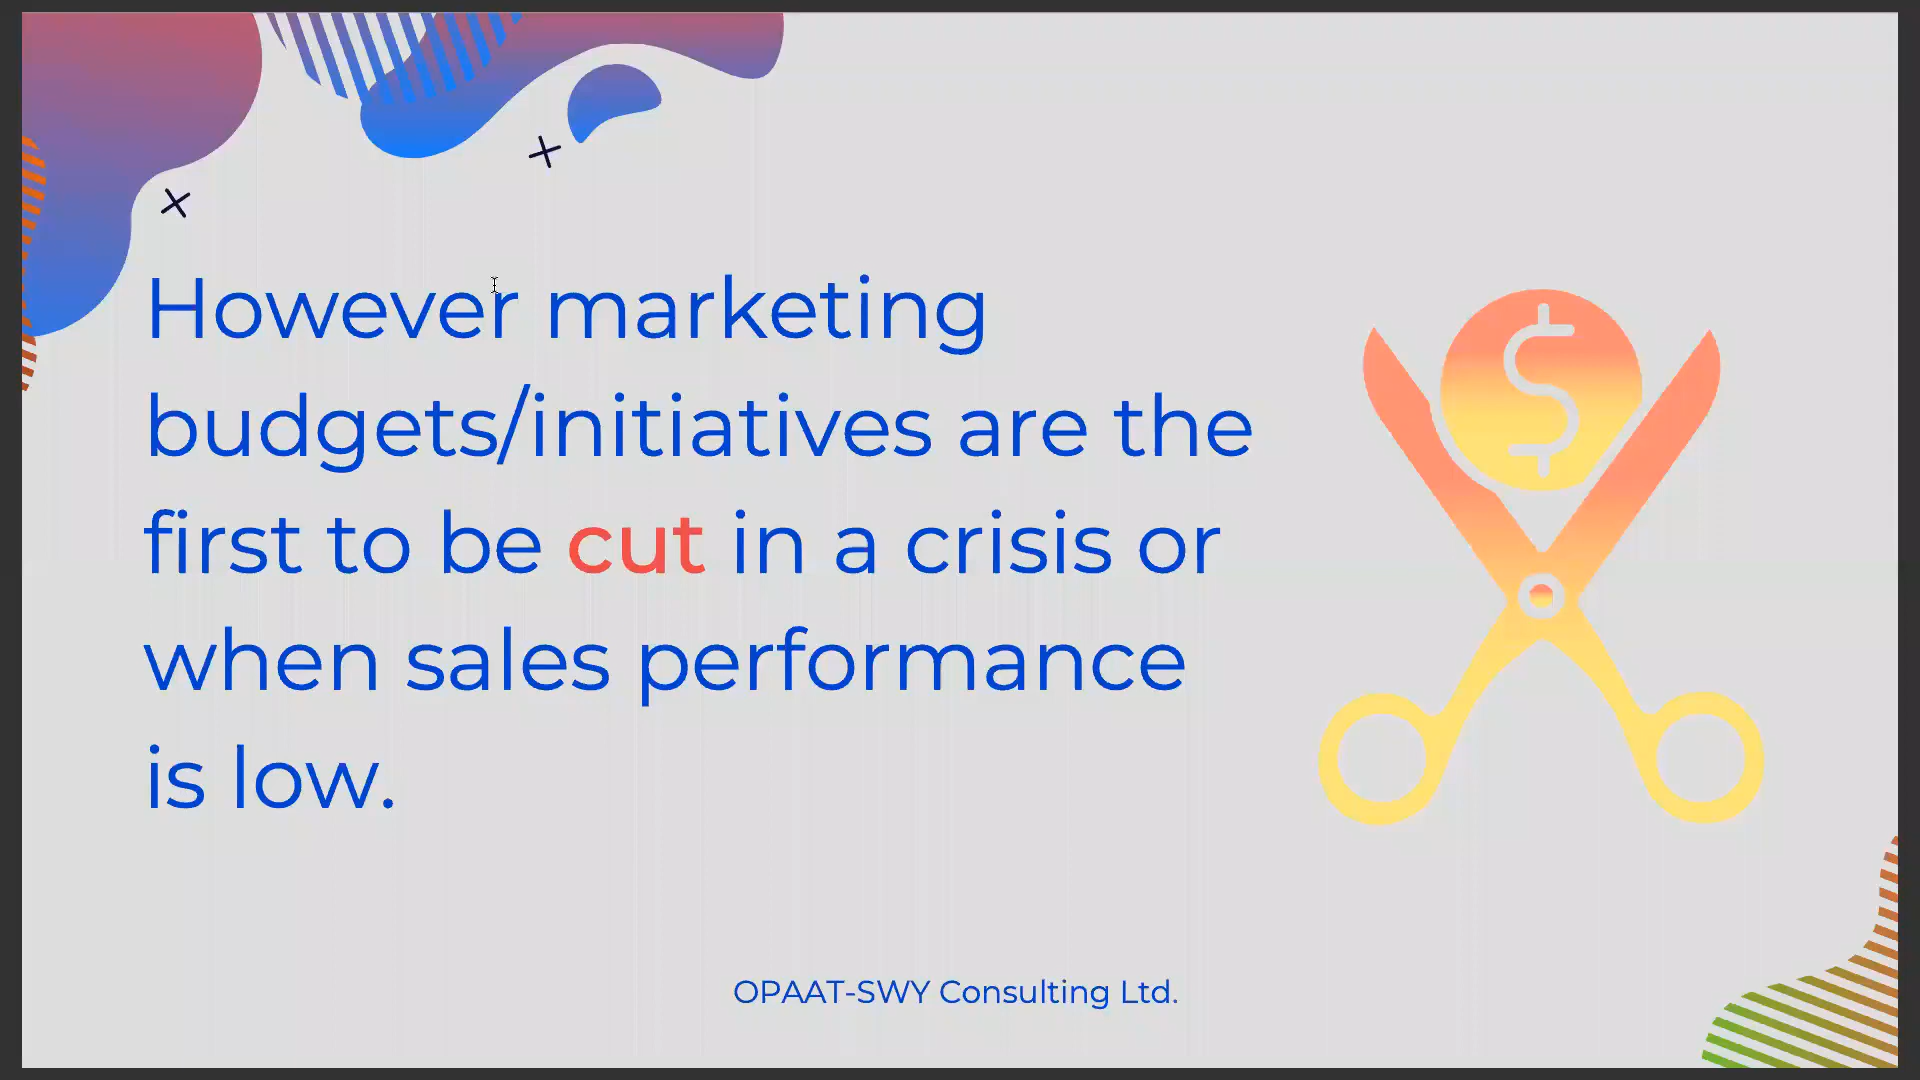 However marketing
budgets/initiatives are the
first to be cut in a crisis or
when sales performance
is low.
OPAAT-SWY Consulting Ltd.